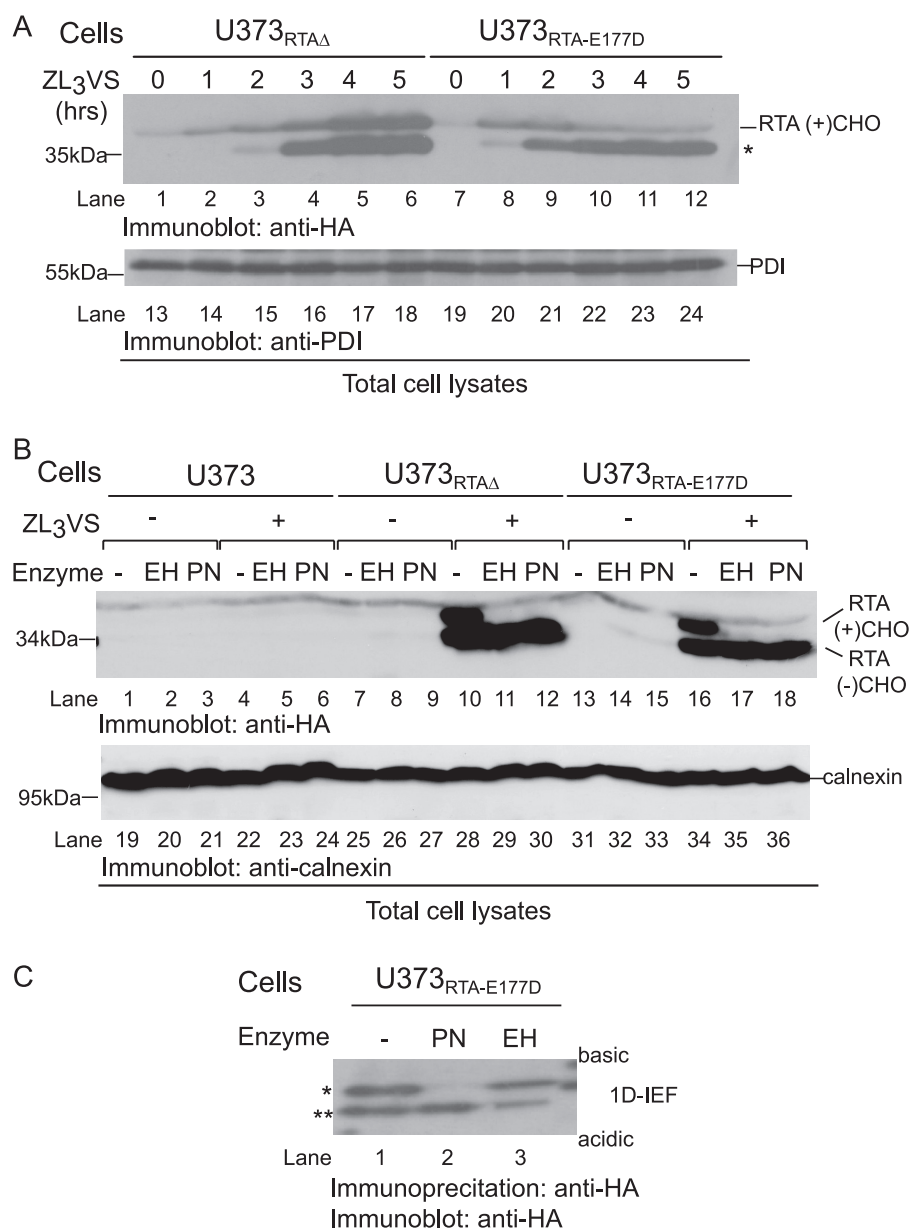 A
Cells U373RTAΔ U373RTA-E177D
ZL3VS 0 1 2 3 4 5 0 1 2 3 4 5
(hrs)
RTA (+)CHO
35kDa *
Lane 1 2 3 4 5 6 7 8 9 10 11 12
Immunoblot: anti-HA
PDI
55kDa
Lane 13 14 15 16 17 18 19 20 21 22 23 24
Immunoblot: anti-PDI
Total cell lysates
B
Cells U373 U373RTAΔ U373RTA-E177D
ZL3VS - + - + - +
Enzyme - EH PN - EH PN - EH PN - EH PN - EH PN - EH PN
RTA
(+)CHO
34kDa
RTA
(-)CHO
Lane 1 2 3 4 5 6 7 8 9 10 11 12 13 14 15 16 17 18
Immunoblot: anti-HA
calnexin
95kDa
Lane 19 20 21 22 23 24 25 26 27 28 29 30 31 32 33 34 35 36
Immunoblot: anti-calnexin
Total cell lysates
C
Cells U373RTA-E177D
Enzyme - PN EH
basic
* 1D-IEF
**
acidic
Lane 1 2 3
Immunoprecitation: anti-HA
Immunoblot: anti-HA